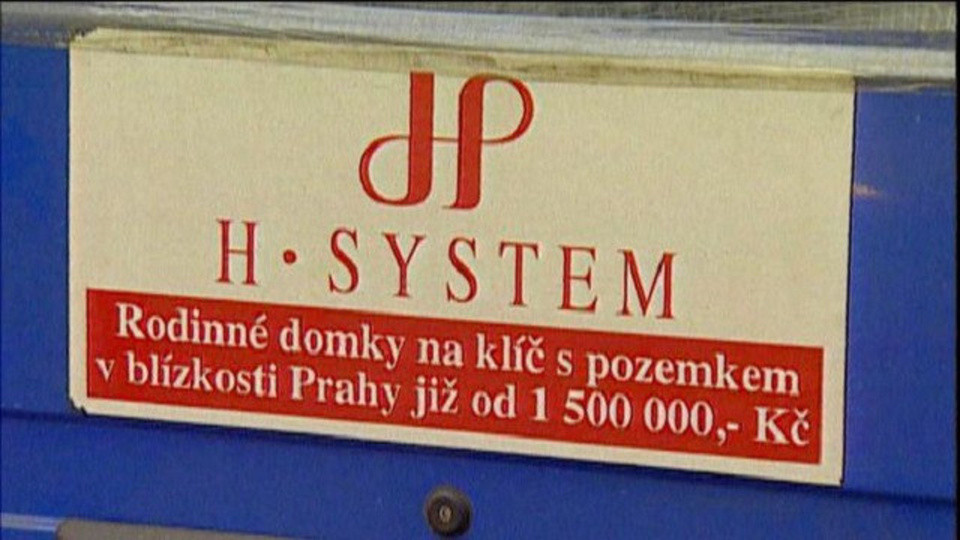 H · SYSTEM
Rodinné domky na klíč s pozemkem
v blízkosti Prahy již od 1 500 000,- Kč